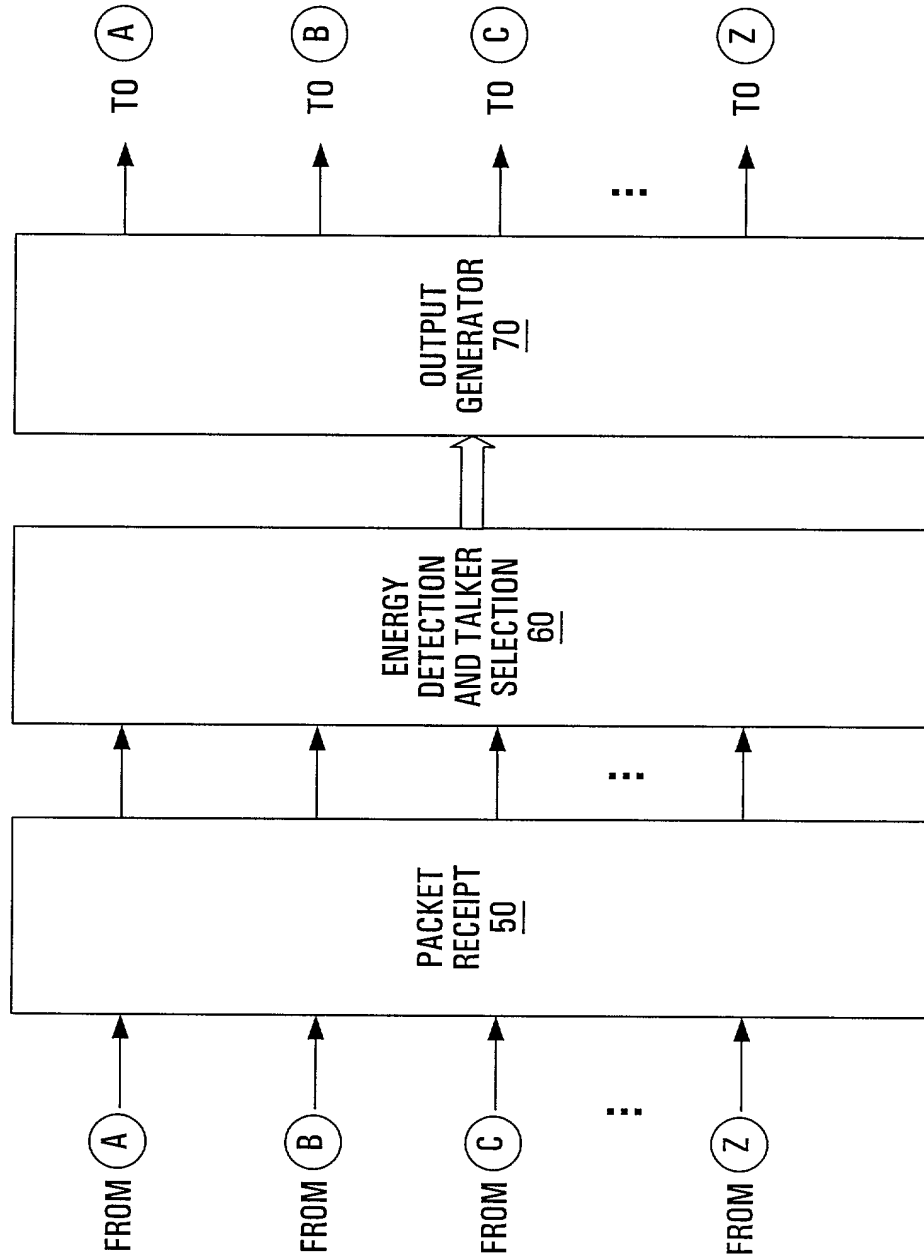 FROM A
FROM B
FROM C
...
FROM Z
PACKET
RECEIPT
50
...
ENERGY
DETECTION
AND TALKER
SELECTION
60
OUTPUT
GENERATOR
70
TO A
TO B
TO C
...
TO Z